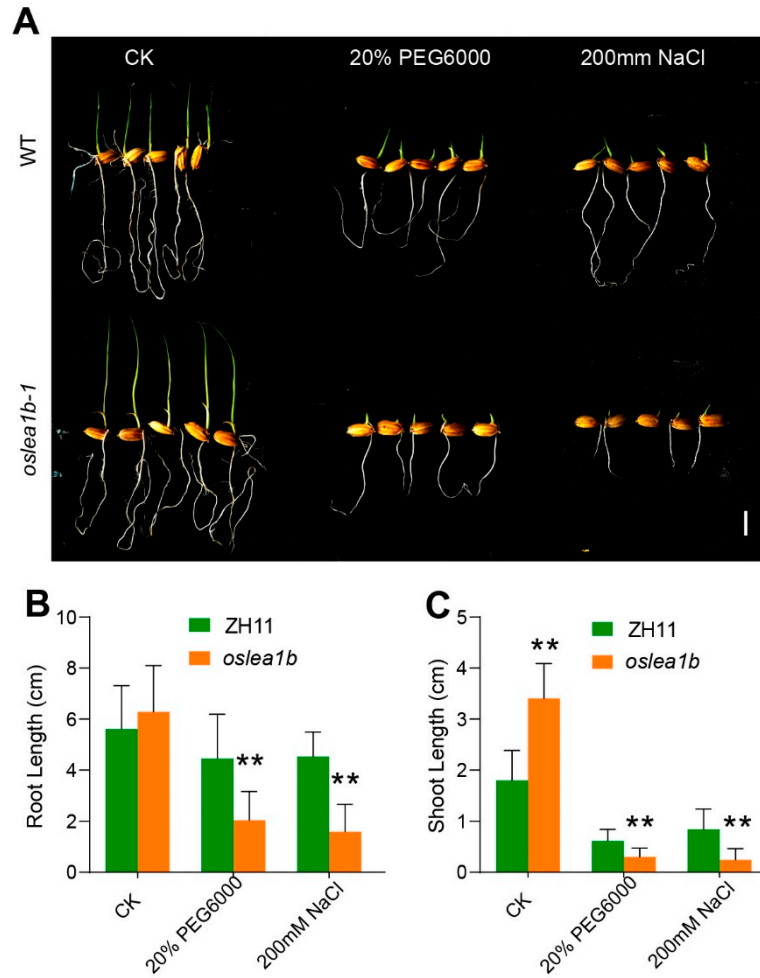 A
CK 20% PEG6000 200mm NaCl
WT
oslea1b-1
B
ZH11
oslea1b
Root Length (cm)
10
8
6
4
2
0
**
**
CK
20% PEG6000
200mM NaCl
C
ZH11
oslea1b
Shoot Length (cm)
5
4
3
2
1
0
**
**
**
CK
20% PEG6000
200mM NaCl